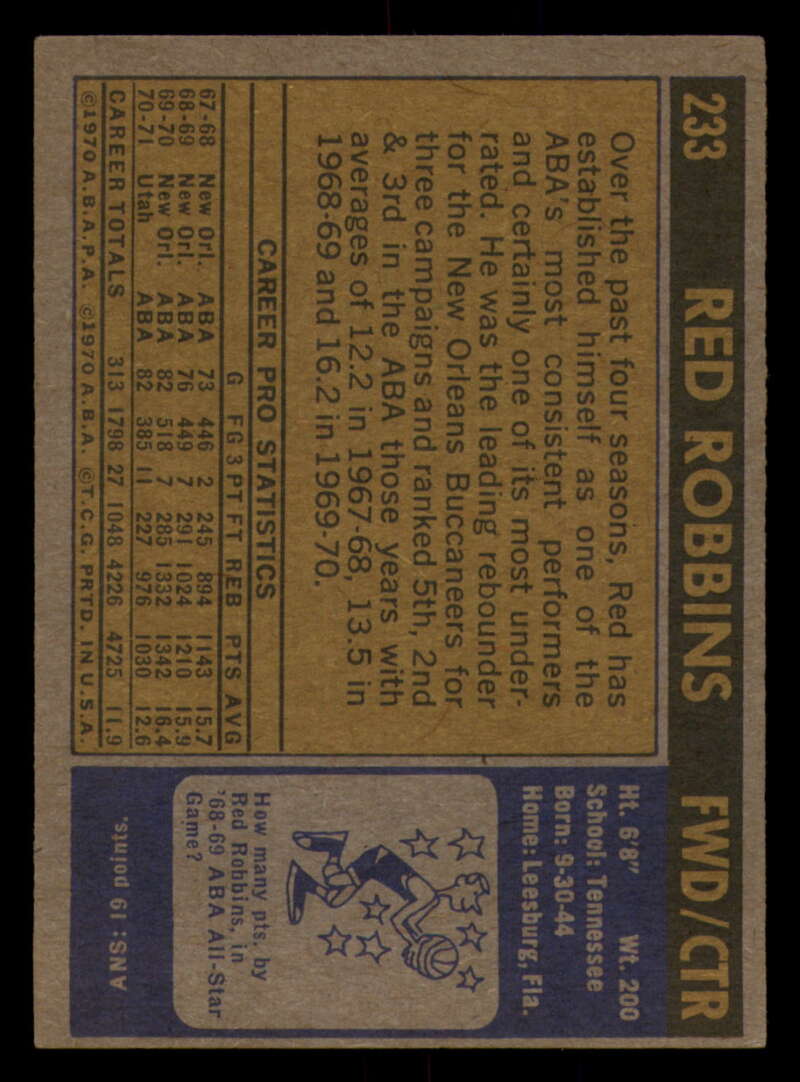 233 RED ROBBINS FWD/CTR
Over the past four seasons, Red has
established himself as one of the
ABA's most consistent performers
and certainly one of its most under-
rated. He was the leading rebounder
for the New Orleans Buccaneers for
three campaigns and ranked 5th, 2nd
& 3rd in the ABA those years with
averages of 12.2 in 1967-68, 13.5 in
1968-69 and 16.2 in 1969-70.
CAREER PRO STATISTICS
G FG 3PT FT REB PTS AVG
67-68 New Orl. ABA 73 446 2 245 894 1143 15.7
68-69 New Orl. ABA 76 449 7 291 1024 1210 15.9
69-70 New Orl. ABA 82 518 7 285 1332 1342 16.4
70-71 Utah ABA 82 385 11 227 976 1030 12.6
CAREER TOTALS 313 1798 27 1048 4226 4725 11.9
©1970 A.B.A.P.A. ©1970 A.B.A. ©T.C.G. PRTD. IN U.S.A.
Ht. 6'8" Wt. 200
School: Tennessee
Born: 9-30-44
Home: Leesburg, Fla.
How many pts. by
Red Robbins, in
'68-69 ABA All-Star
Game?
ANS: 19 points.